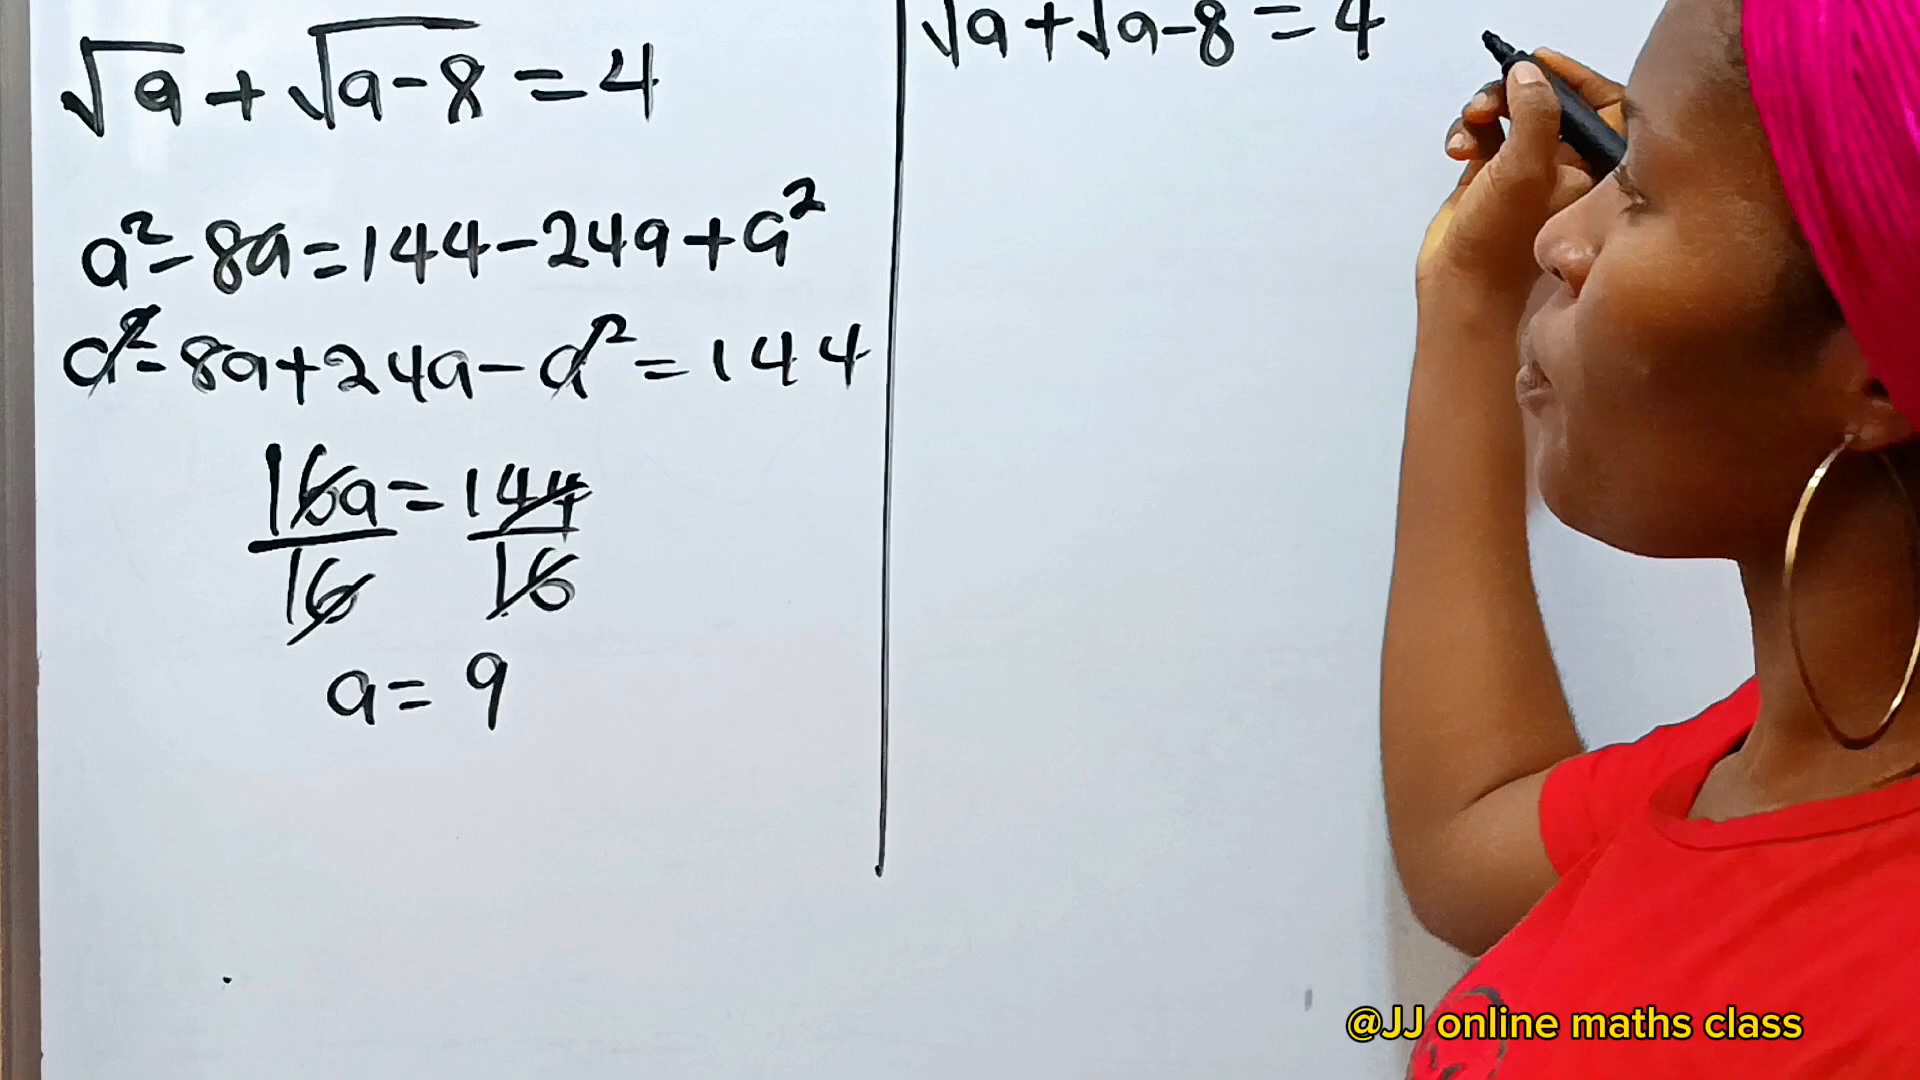 √a + √a-8 = 4
a²-8a=144-24a+a²
a²-8a+24a-a²=144
16a=144
16 16
a= 9
√a+√a-8=4
@JJ online maths class